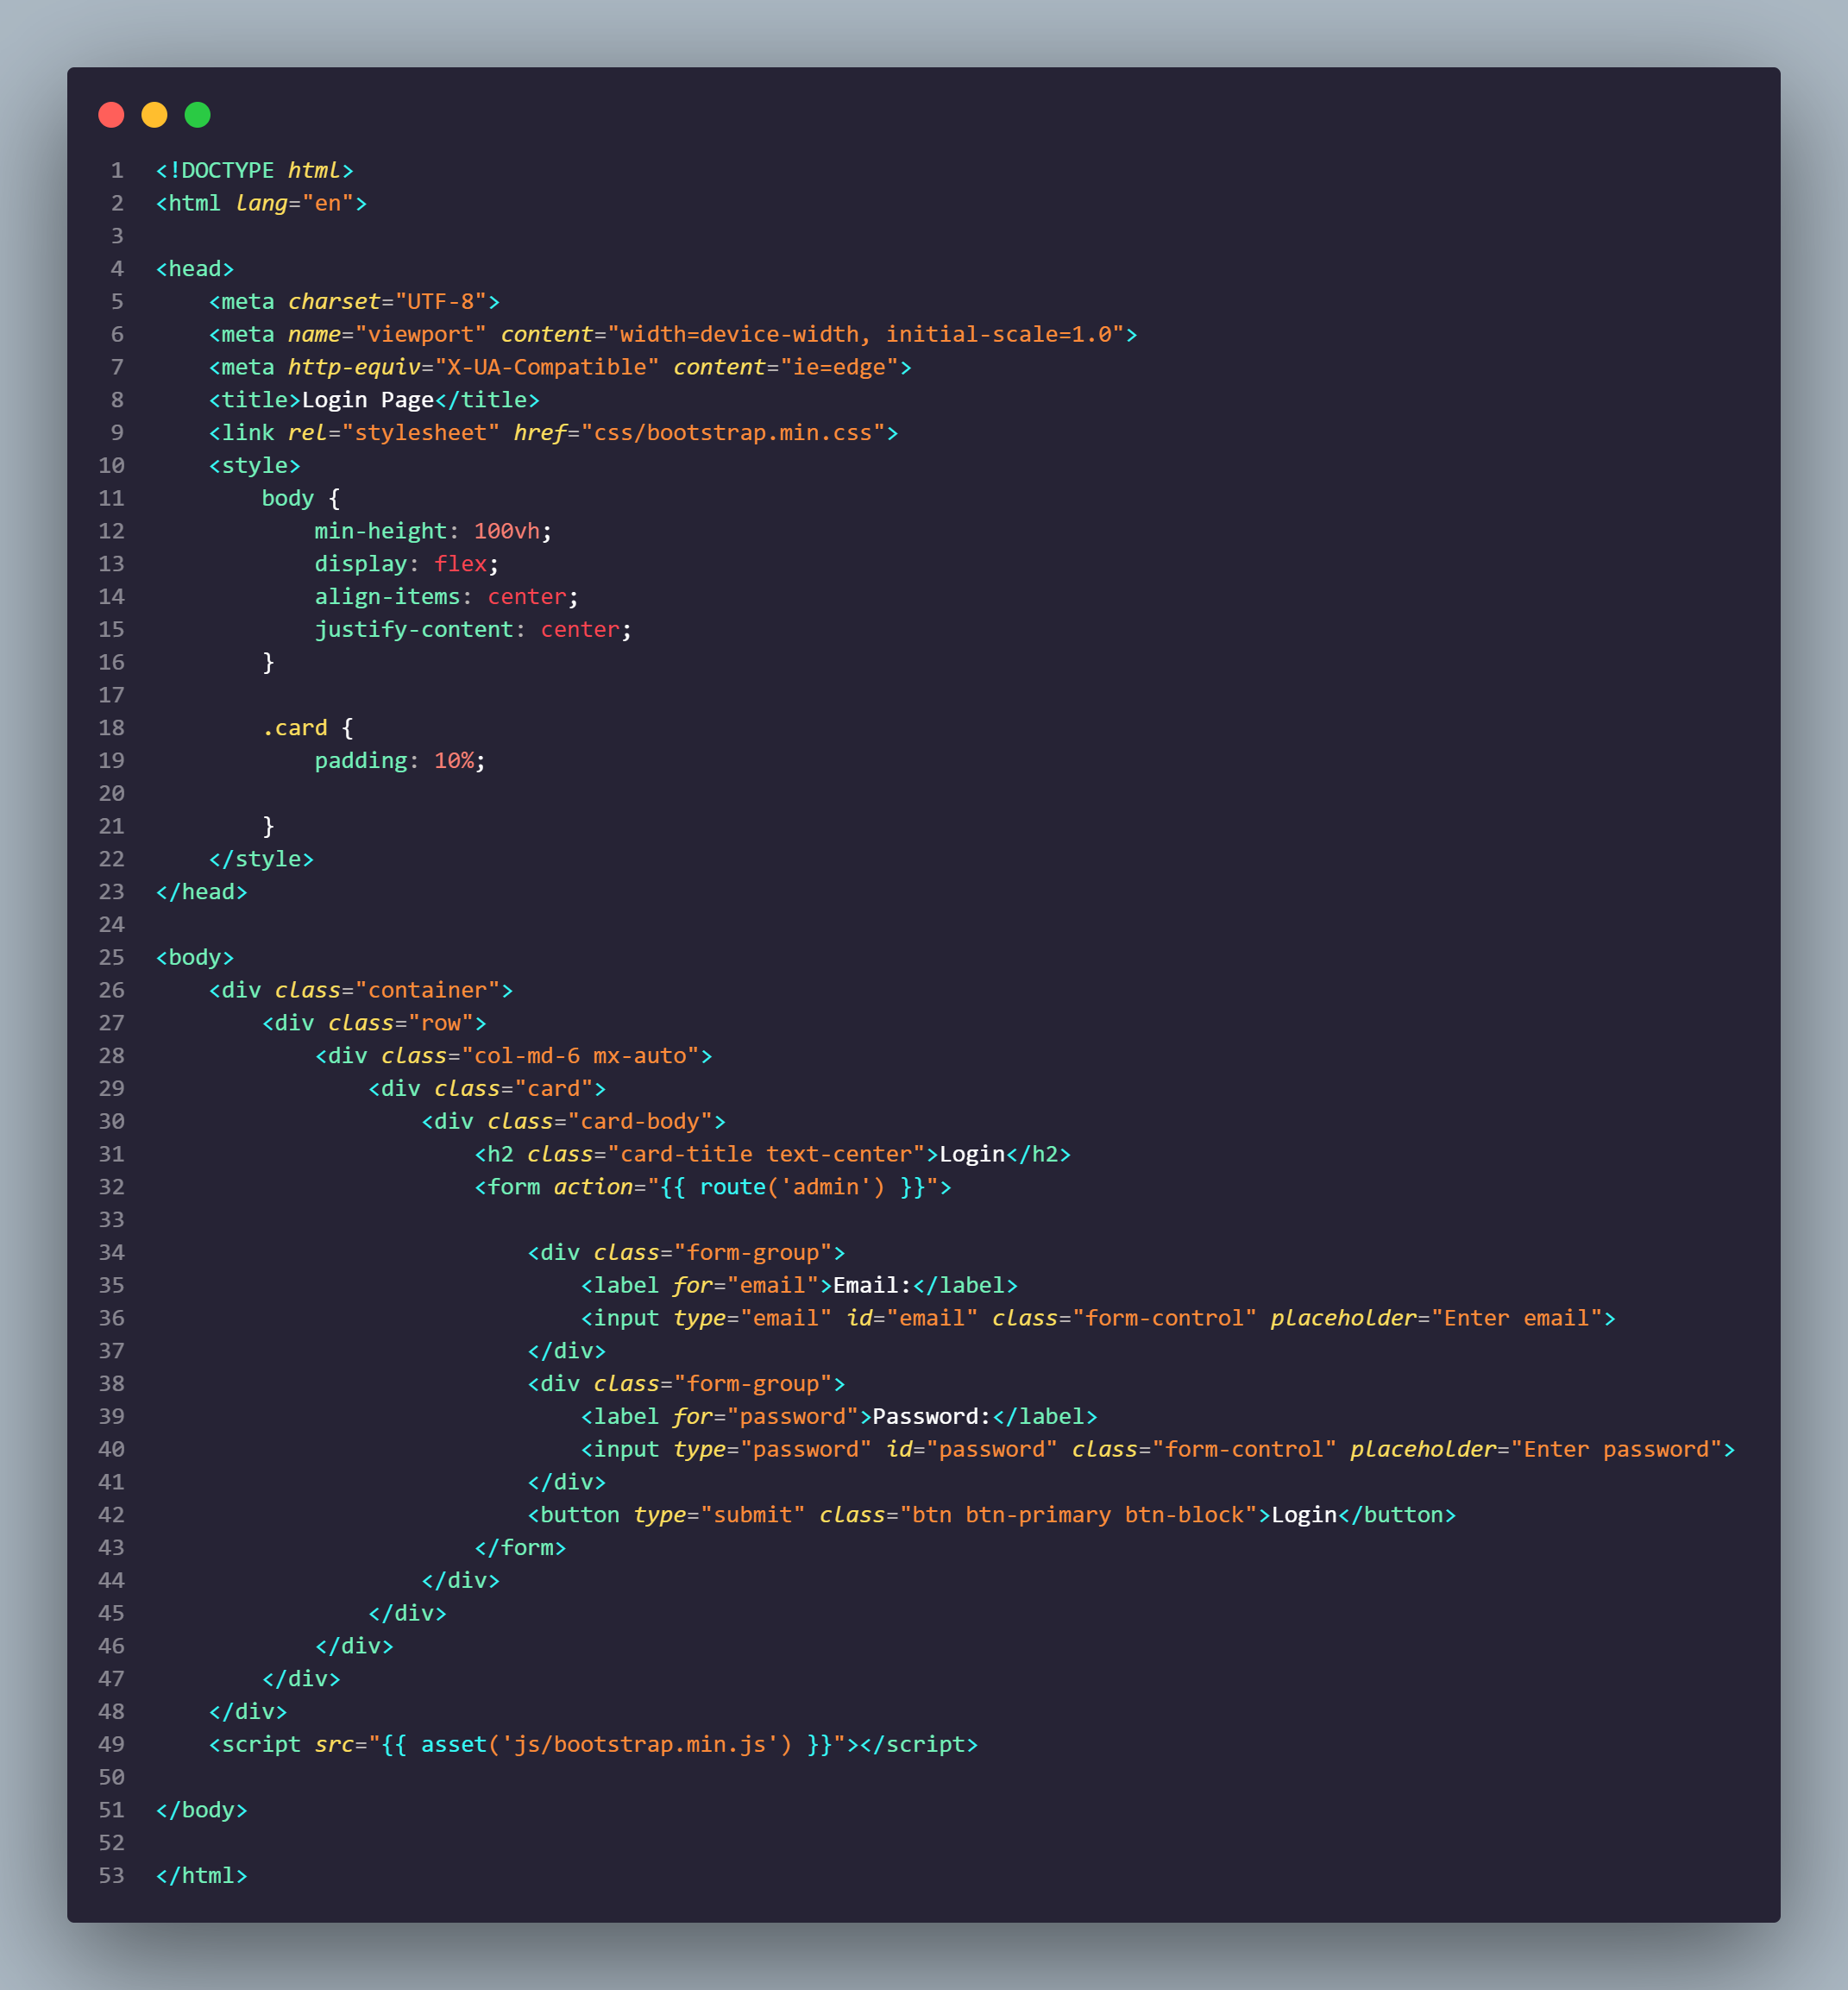 1 <!DOCTYPE html>
2 <html lang="en">
3
4 <head>
5     <meta charset="UTF-8">
6     <meta name="viewport" content="width=device-width, initial-scale=1.0">
7     <meta http-equiv="X-UA-Compatible" content="ie=edge">
8     <title>Login Page</title>
9     <link rel="stylesheet" href="css/bootstrap.min.css">
10     <style>
11         body {
12             min-height: 100vh;
13             display: flex;
14             align-items: center;
15             justify-content: center;
16         }
17
18         .card {
19             padding: 10%;
20
21         }
22     </style>
23 </head>
24
25 <body>
26     <div class="container">
27         <div class="row">
28             <div class="col-md-6 mx-auto">
29                 <div class="card">
30                     <div class="card-body">
31                         <h2 class="card-title text-center">Login</h2>
32                         <form action="{{ route('admin') }}">
33
34                             <div class="form-group">
35                                 <label for="email">Email:</label>
36                                 <input type="email" id="email" class="form-control" placeholder="Enter email">
37                             </div>
38                             <div class="form-group">
39                                 <label for="password">Password:</label>
40                                 <input type="password" id="password" class="form-control" placeholder="Enter password">
41                             </div>
42                             <button type="submit" class="btn btn-primary btn-block">Login</button>
43                         </form>
44                     </div>
45                 </div>
46             </div>
47         </div>
48     </div>
49     <script src="{{ asset('js/bootstrap.min.js') }}"></script>
50
51 </body>
52
53 </html>